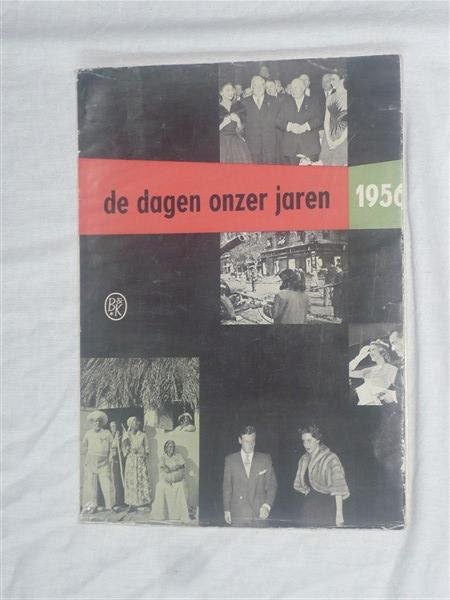 de dagen onzer jaren 1956
B&K